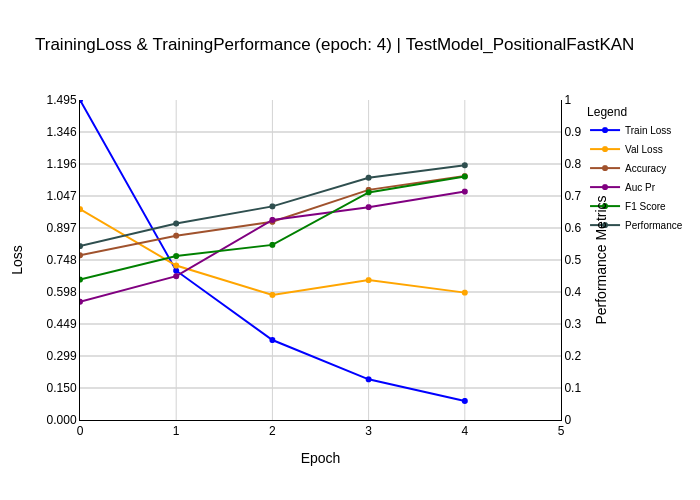 TrainingLoss & TrainingPerformance (epoch: 4) | TestModel_PositionalFastKAN
1.495
1.346
1.196
1.047
0.897
0.748
0.598
0.449
0.299
0.150
0.000
Loss
0
1
2
3
4
5
Epoch
1
0.9
0.8
0.7
0.6
0.5
0.4
0.3
0.2
0.1
0
Performance Metrics
Legend
Train Loss
Val Loss
Accuracy
Auc Pr
F1 Score
Performance